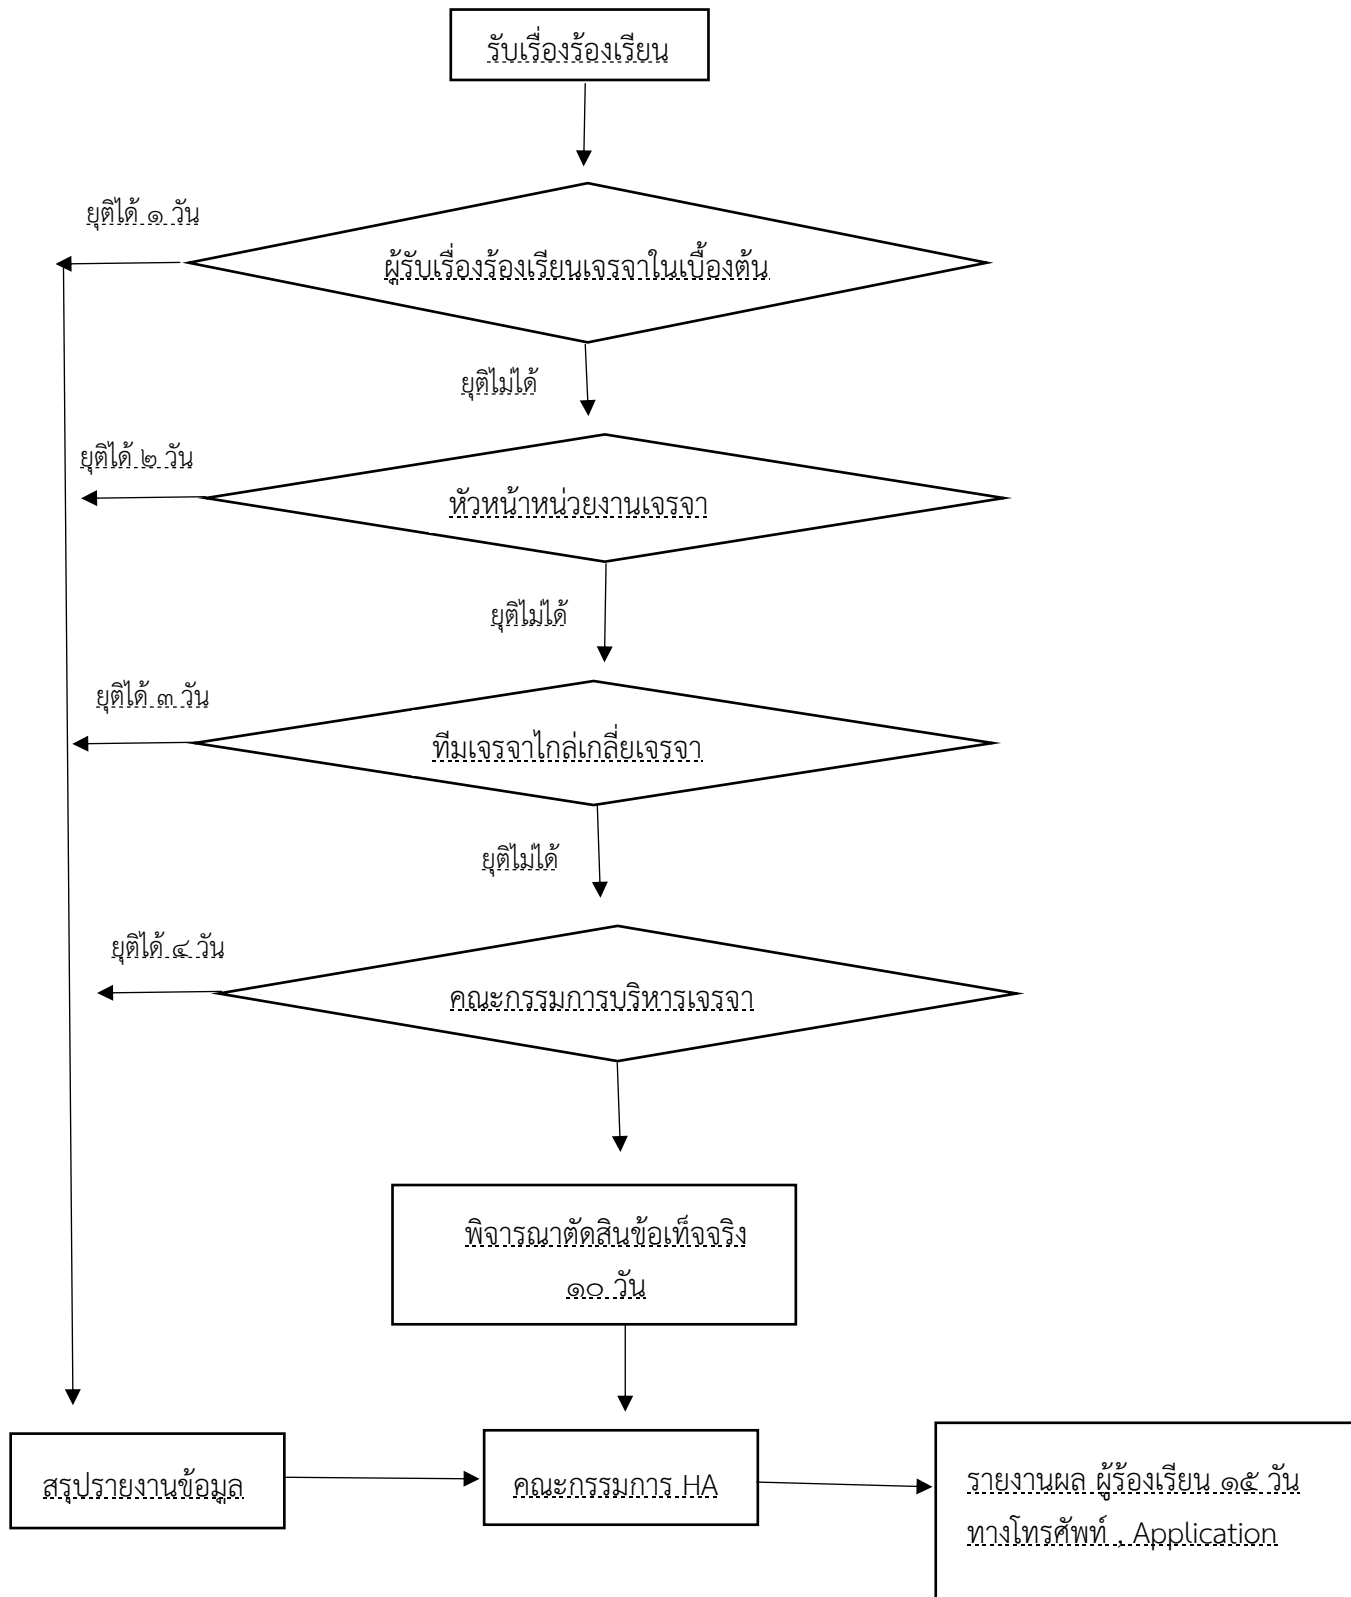 รับเรื่องร้องเรียน
ยุติได้ ๑ วัน
ผู้รับเรื่องร้องเรียนเจรจาในเบื้องต้น
ยุติไม่ได้
ยุติได้ ๒ วัน
หัวหน้าหน่วยงานเจรจา
ยุติไม่ได้
ยุติได้ ๓ วัน
ทีมเจรจาไกล่เกลี่ยเจรจา
ยุติไม่ได้
ยุติได้ ๔ วัน
คณะกรรมการบริหารเจรจา
พิจารณาตัดสินข้อเท็จจริง
๑๐ วัน
สรุปรายงานข้อมูล
คณะกรรมการ HA
รายงานผล ผู้ร้องเรียน ๑๕ วัน
ทางโทรศัพท์ , Application